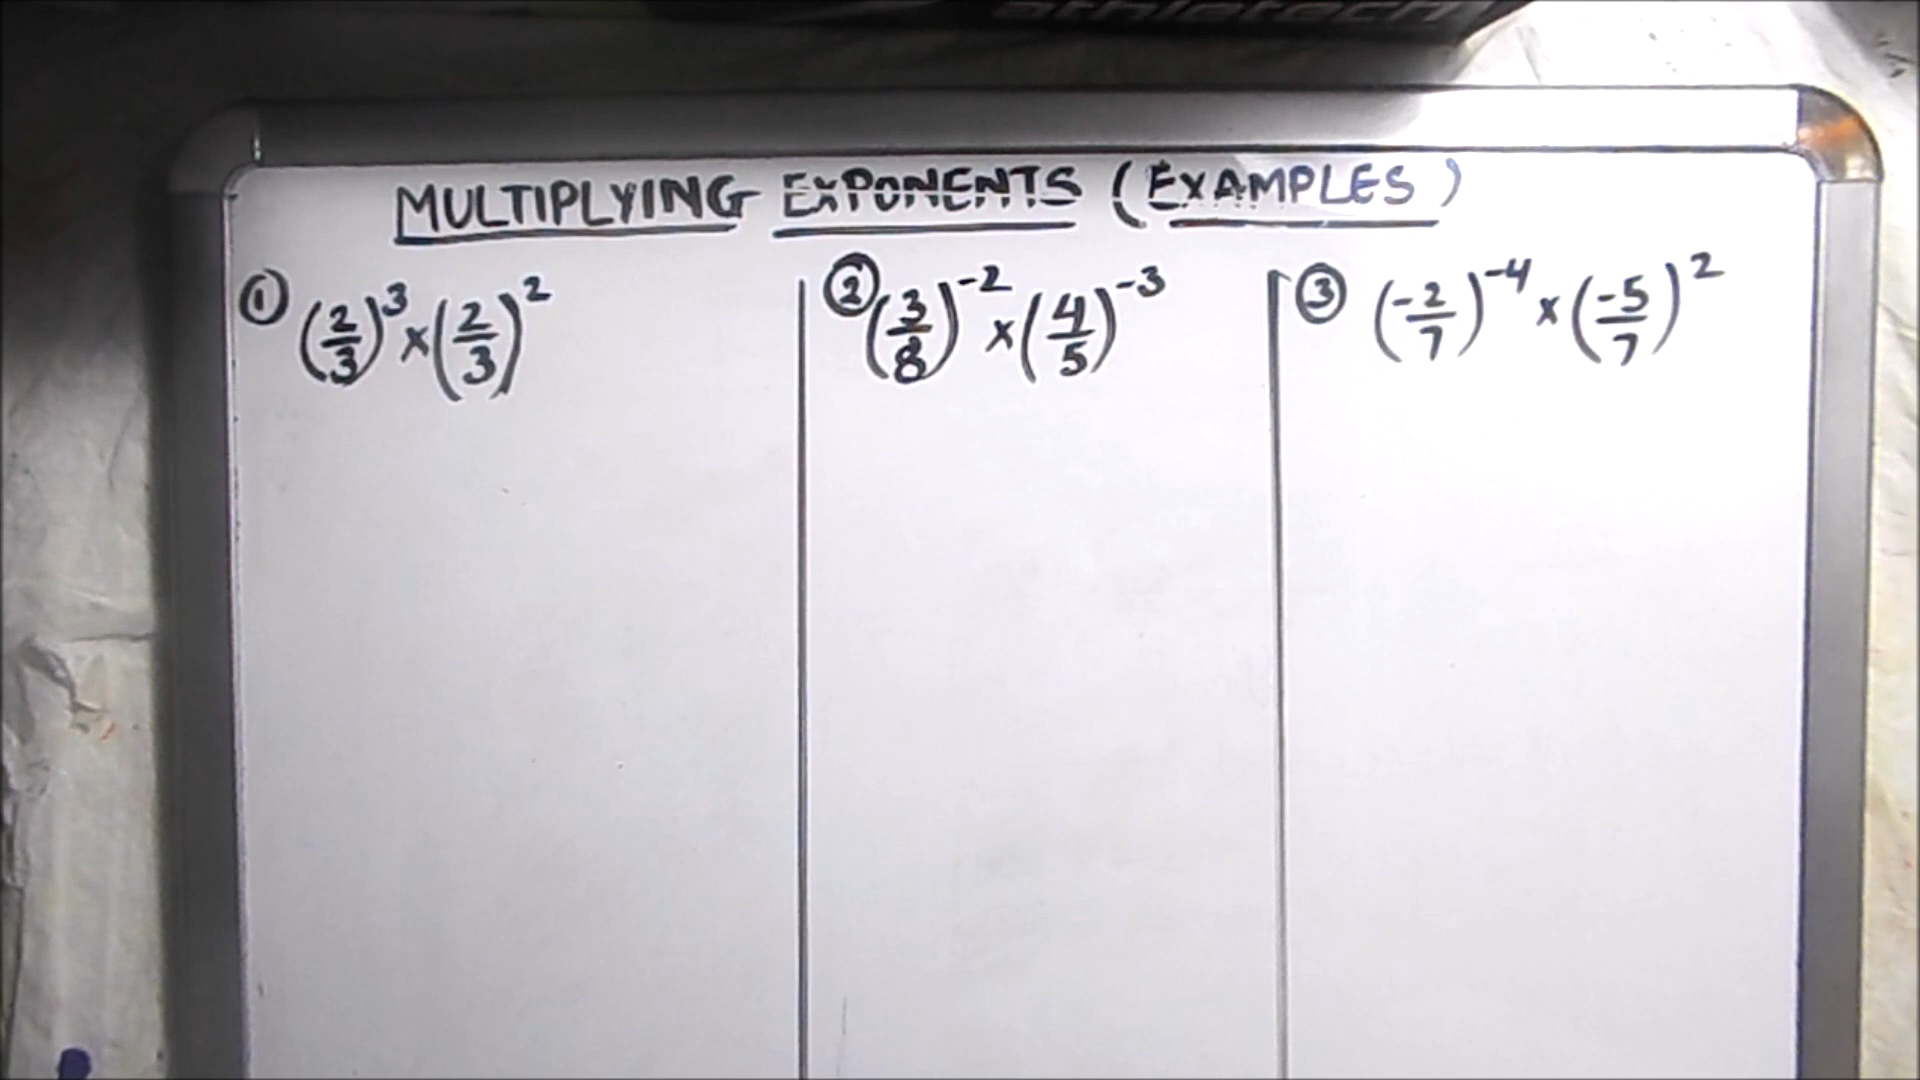 athletech
MULTIPLYING EXPONENTS (EXAMPLES)
① (2/3)³ × (2/3)²
② (3/8)⁻² × (4/5)⁻³
③ (-2/7)⁻⁴ × (-5/7)²